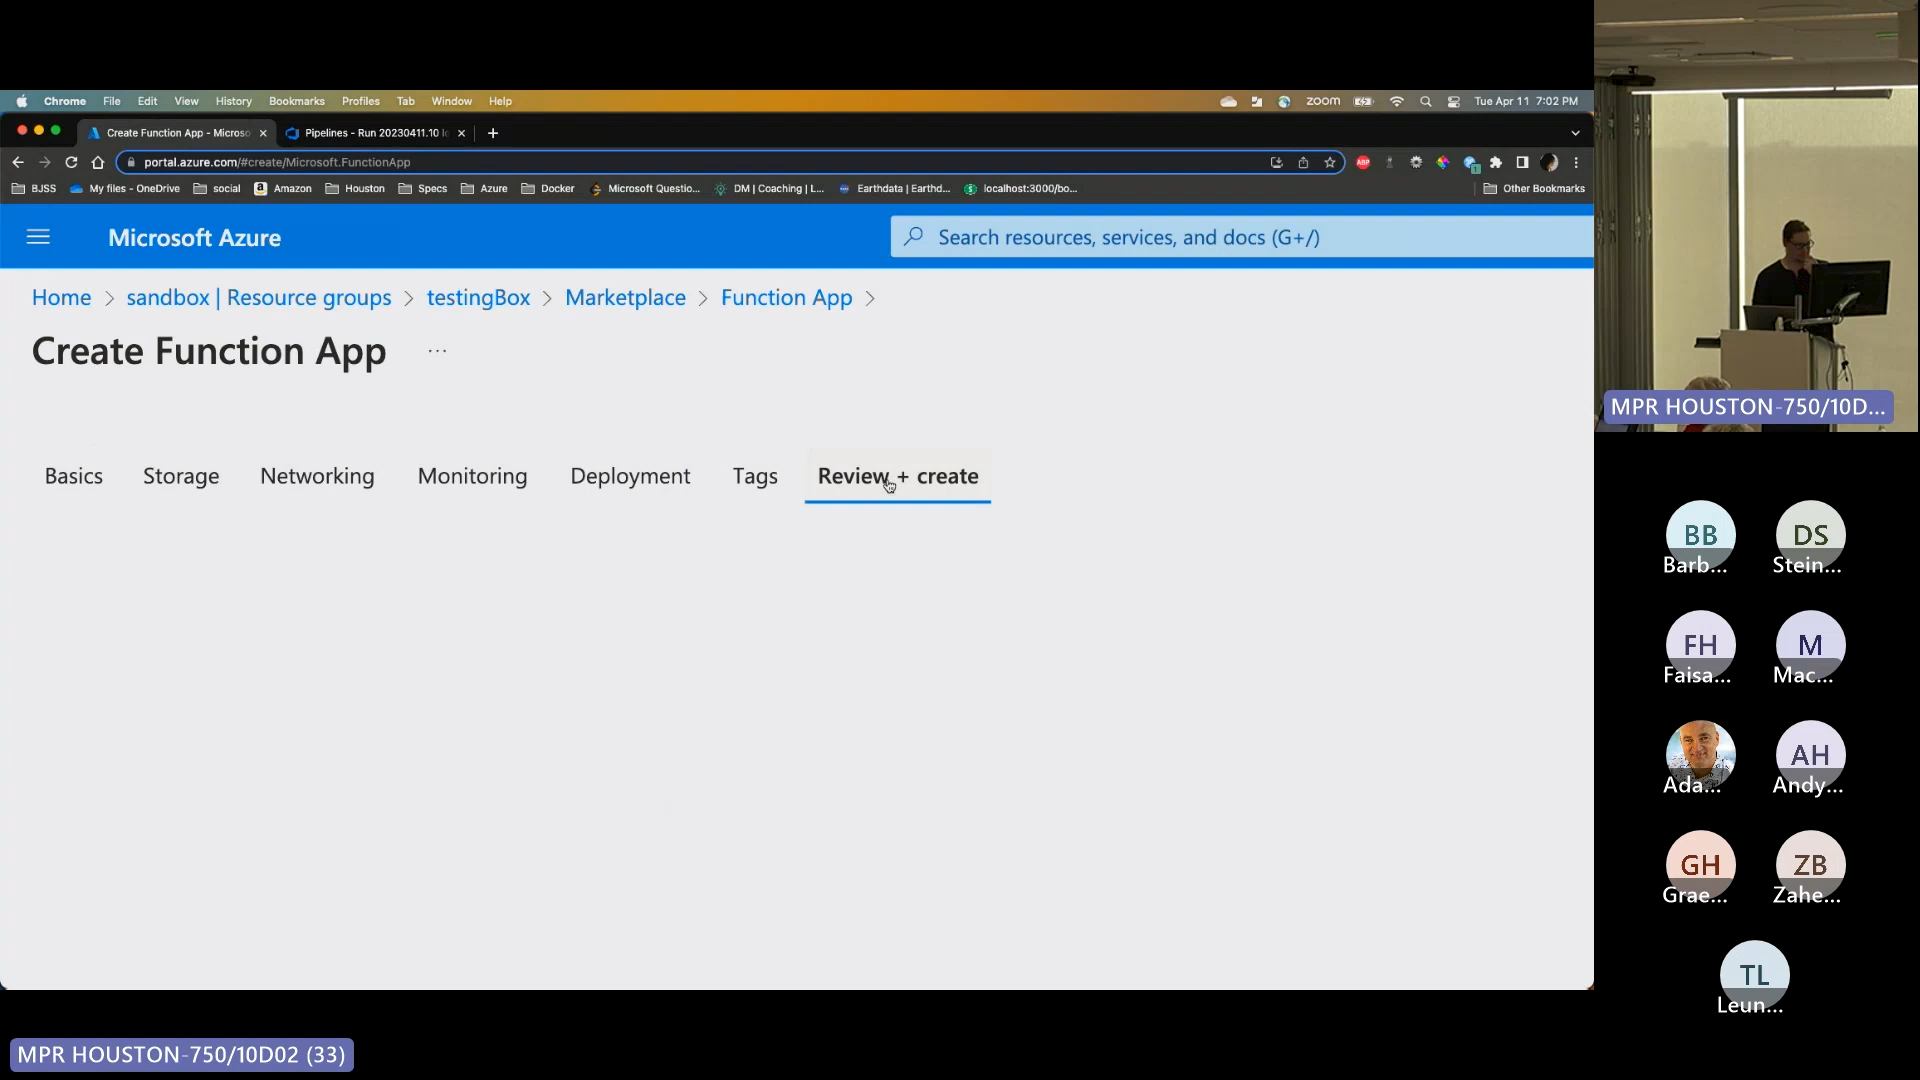 Chrome File Edit View History Bookmarks Profiles Tab Window Help
zoom Tue Apr 11 7:02 PM
Create Function App - Microso
Pipelines - Run 20230411.10 lo
portal.azure.com/#create/Microsoft.FunctionApp
ABP
1
BJSS My files - OneDrive social Amazon Houston Specs Azure Docker Microsoft Questio... DM | Coaching | L... Earthdata | Earthd... localhost:3000/bo... Other Bookmarks
Microsoft Azure
Search resources, services, and docs (G+/)
Home > sandbox | Resource groups > testingBox > Marketplace > Function App >
Create Function App ...
Basics Storage Networking Monitoring Deployment Tags Review + create
MPR HOUSTON-750/10D...
BB DS
Barb... Stein...
FH M
Faisa... Mac...
AH
Ada... Andy...
GH ZB
Grae... Zahe...
TL
Leun...
MPR HOUSTON-750/10D02 (33)